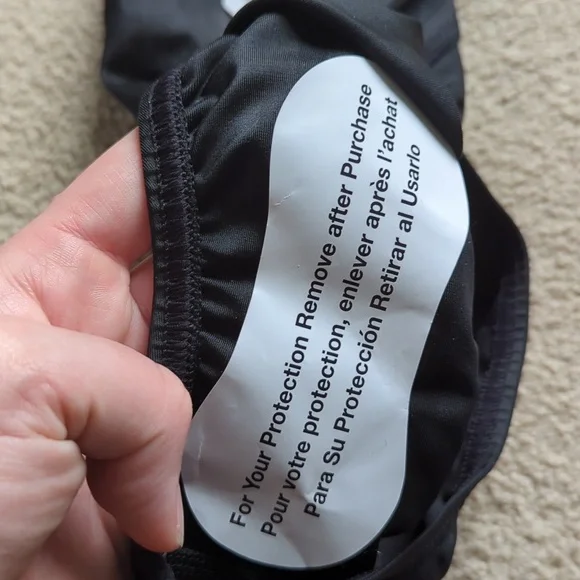 For Your Protection Remove after Purchase
Pour votre protection, enlever après l'achat
Para Su Protección Retirar al Usarlo